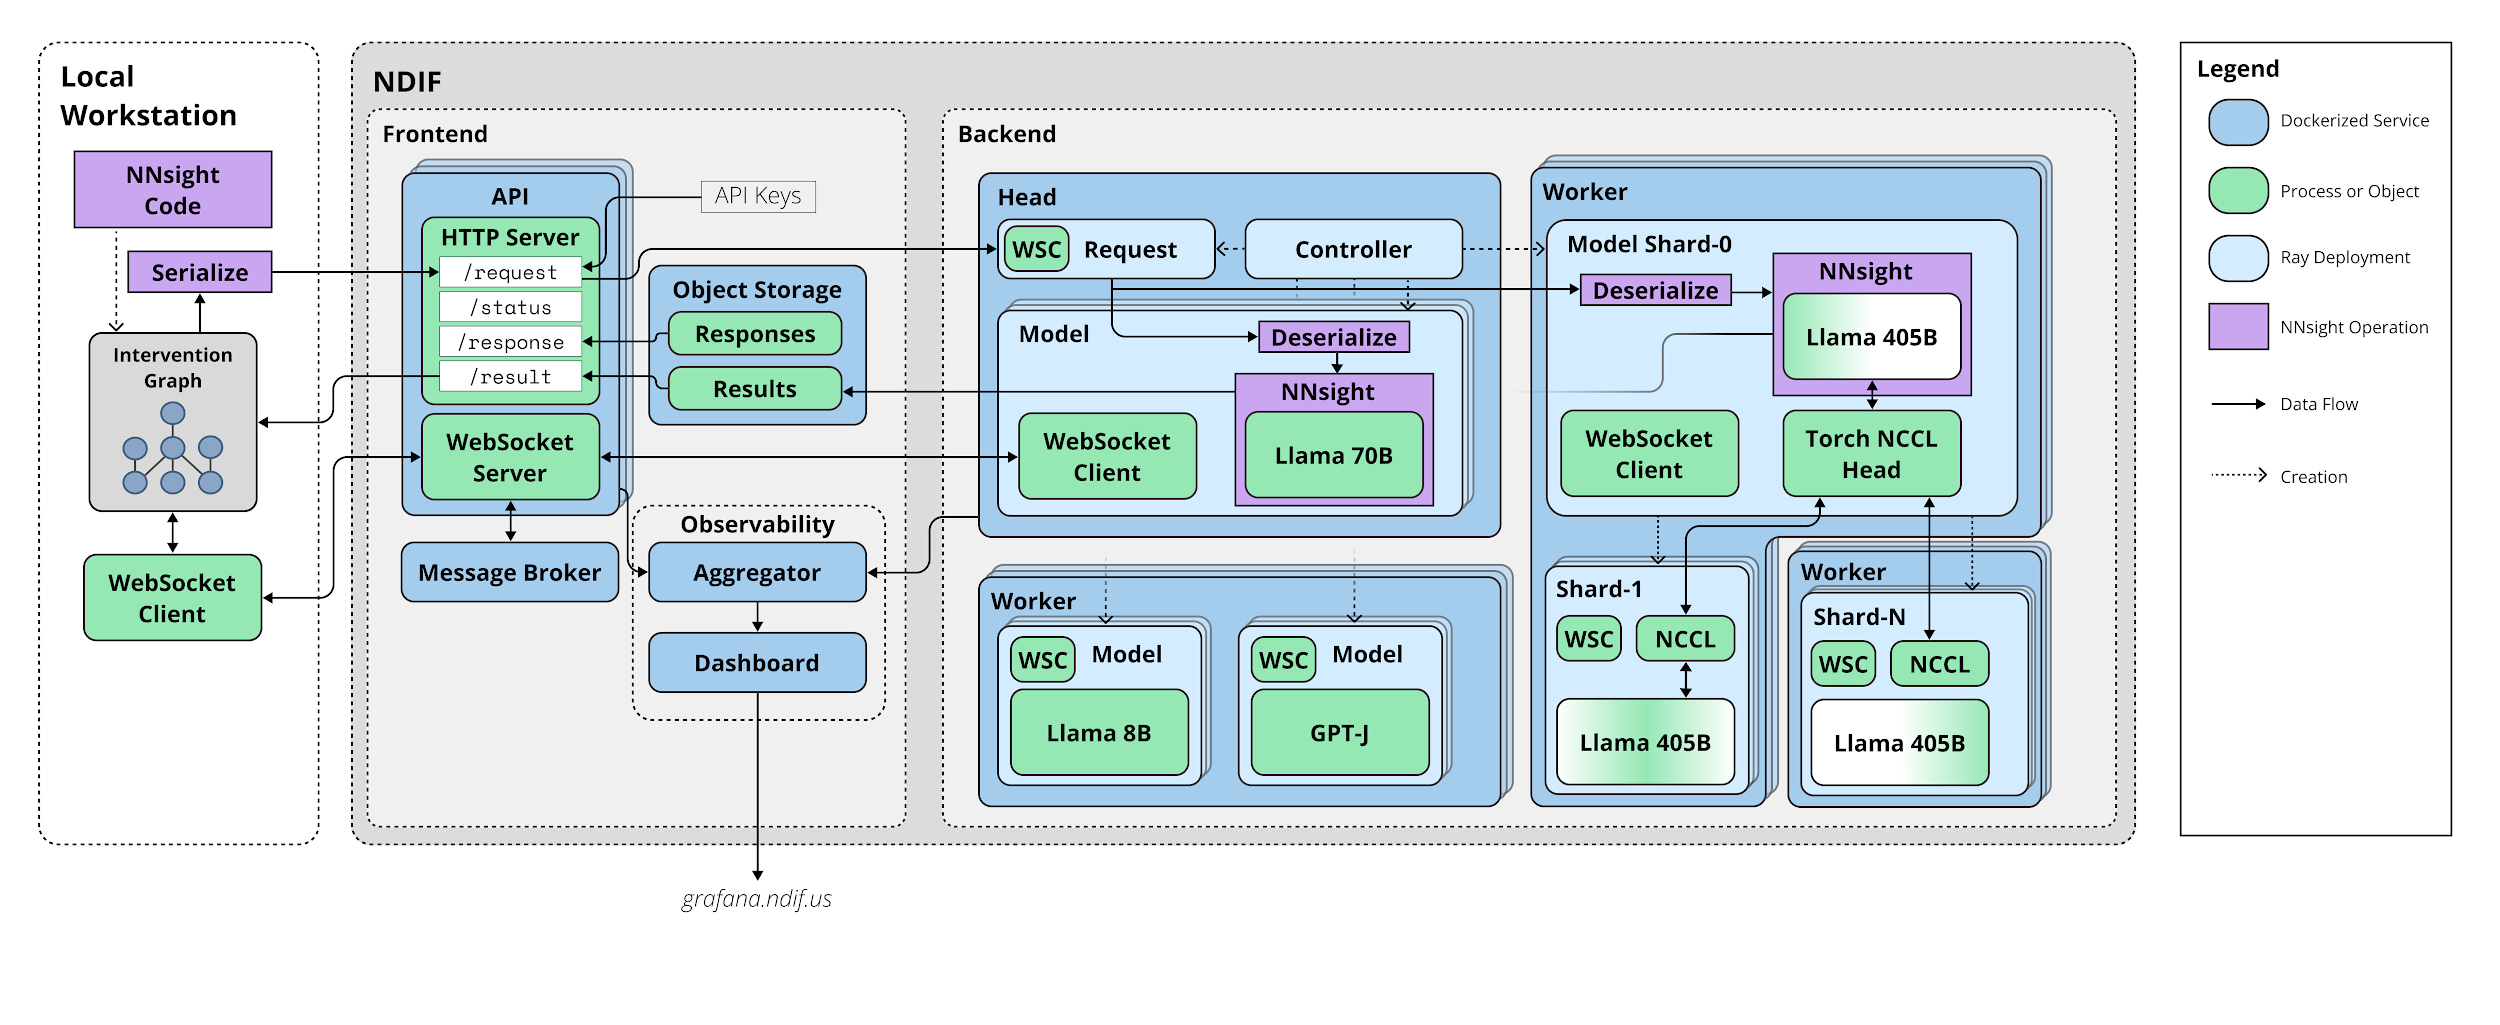 Local
Workstation
NNsight
Code
Serialize
Intervention
Graph
WebSocket
Client
NDIF
Frontend
API
HTTP Server
/request
/status
/response
/result
WebSocket
Server
Message Broker
API Keys
Object Storage
Responses
Results
Observability
Aggregator
Dashboard
grafana.ndif.us
Backend
Head
WSC
Request
Controller
Model
Deserialize
NNsight
Llama 70B
WebSocket
Client
Worker
WSC
Model
Llama 8B
WSC
Model
GPT-J
Worker
Model Shard-0
Deserialize
NNsight
Llama 405B
WebSocket
Client
Torch NCCL
Head
Shard-1
WSC
NCCL
Llama 405B
Worker
Shard-N
WSC
NCCL
Llama 405B
Legend
Dockerized Service
Process or Object
Ray Deployment
NNsight Operation
Data Flow
Creation